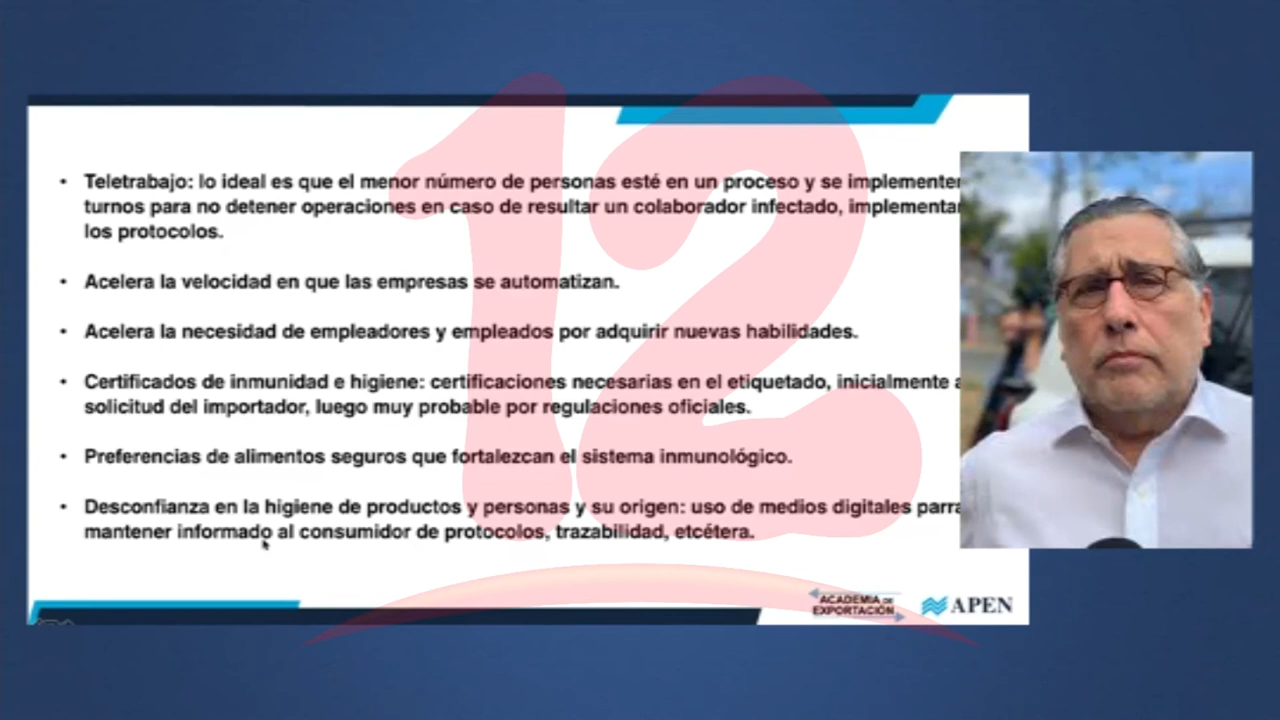 • Teletrabajo: lo ideal es que el menor número de personas esté en un proceso y se implementen
turnos para no detener operaciones en caso de resultar un colaborador infectado, implementar
los protocolos.
• Acelera la velocidad en que las empresas se automatizan.
• Acelera la necesidad de empleadores y empleados por adquirir nuevas habilidades.
• Certificados de inmunidad e higiene: certificaciones necesarias en el etiquetado, inicialmente a
solicitud del importador, luego muy probable por regulaciones oficiales.
• Preferencias de alimentos seguros que fortalezcan el sistema inmunológico.
• Desconfianza en la higiene de productos y personas y su origen: uso de medios digitales parra
mantener informado al consumidor de protocolos, trazabilidad, etcétera.
12
ACADEMIA DE
EXPORTACIÓN
APEN